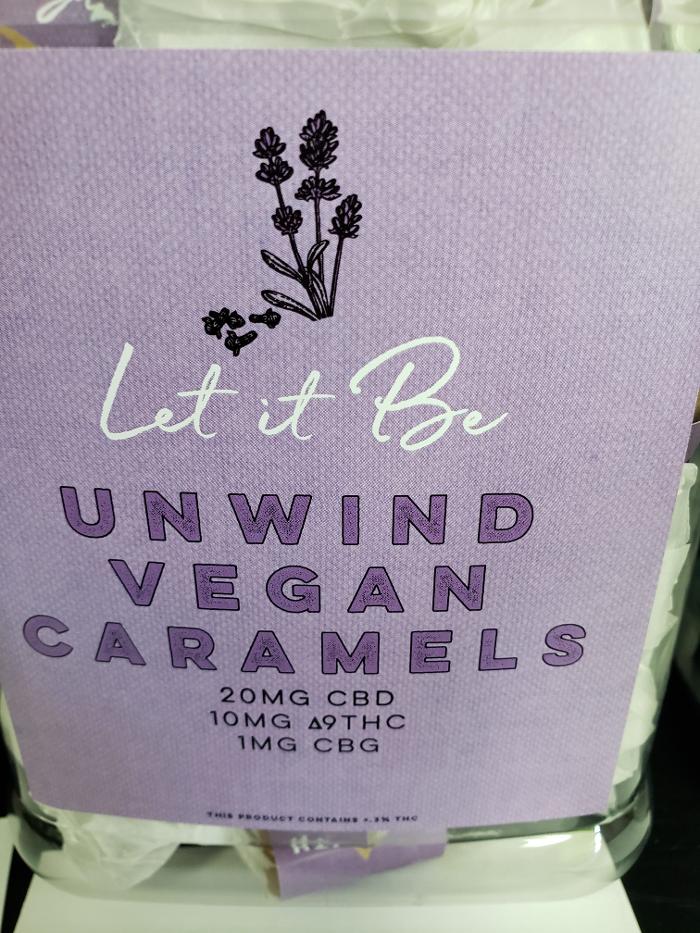 Let it Be
UNWIND
VEGAN
CARAMELS
20MG CBD
10MG Δ9THC
1MG CBG
THIS PRODUCT CONTAINS <.3% THC